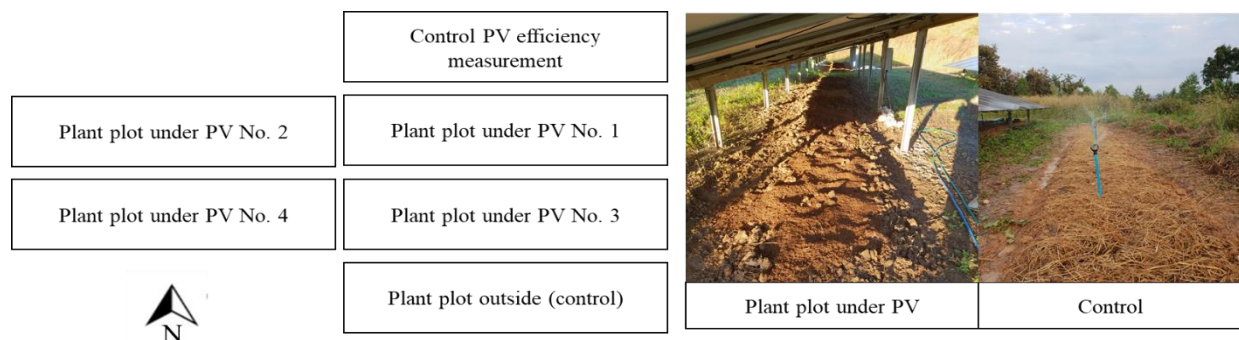 Control PV efficiency
measurement
Plant plot under PV No. 2
Plant plot under PV No. 1
Plant plot under PV No. 4
Plant plot under PV No. 3
Plant plot outside (control)
N
Plant plot under PV
Control